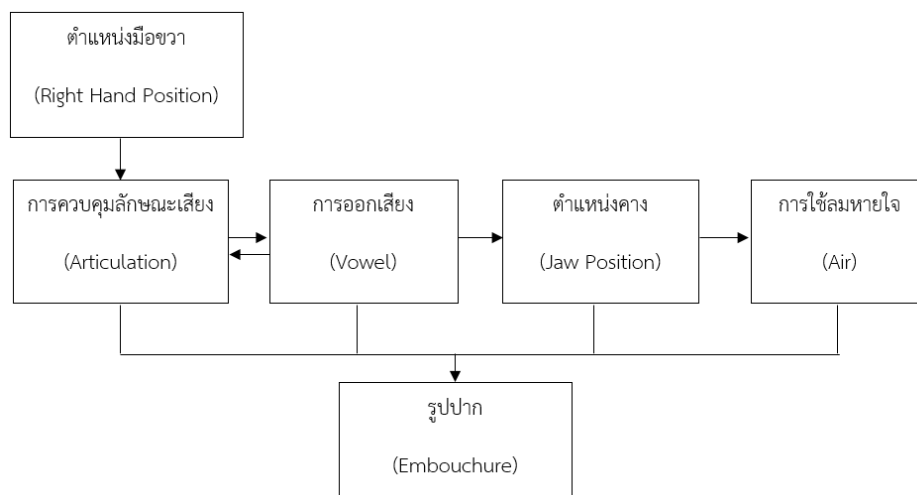 ตำแหน่งมือขวา
(Right Hand Position)
การควบคุมลักษณะเสียง
(Articulation)
การออกเสียง
(Vowel)
ตำแหน่งคาง
(Jaw Position)
การใช้ลมหายใจ
(Air)
รูปปาก
(Embouchure)